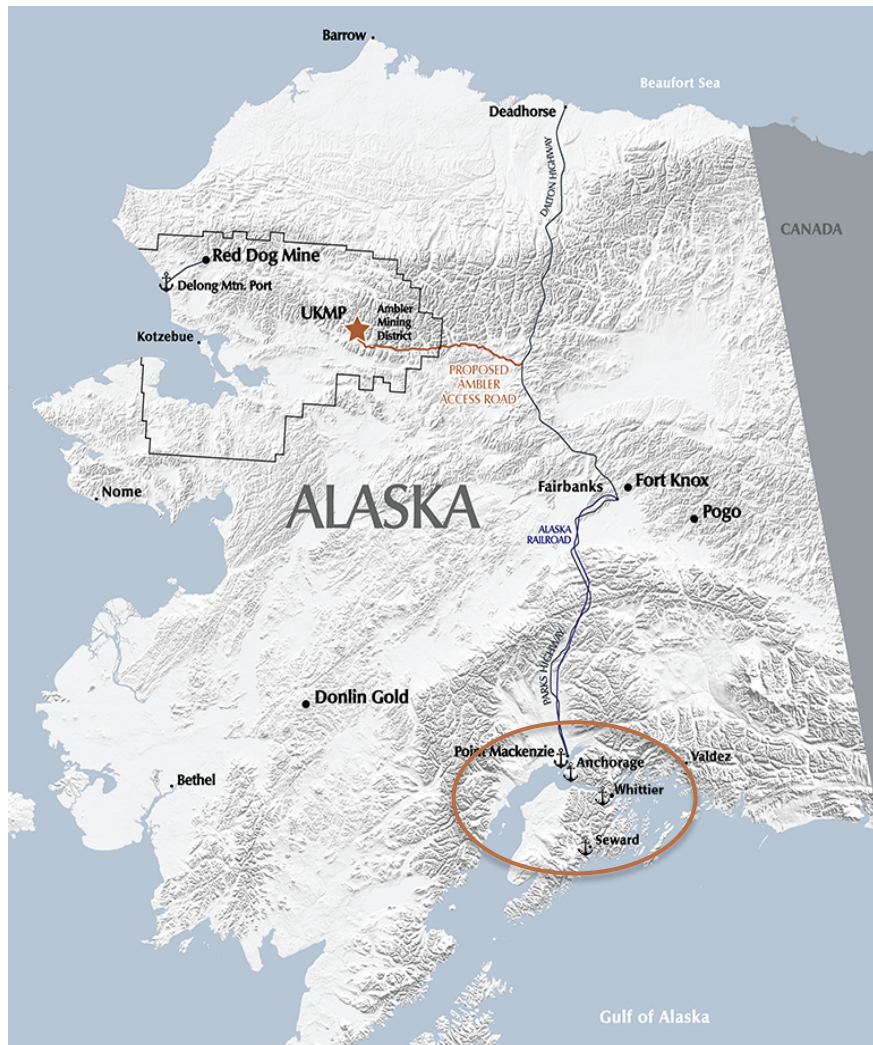 Barrow
Beaufort Sea
Deadhorse
DALTON HIGHWAY
CANADA
Red Dog Mine
Delong Mtn. Port
UKMP
Ambler
Mining
District
Kotzebue
PROPOSED
AMBLER
ACCESS ROAD
Nome
Fairbanks
Fort Knox
ALASKA
Pogo
ALASKA
RAILROAD
PARKS HIGHWAY
Donlin Gold
Point Mackenzie
Anchorage
Valdez
Bethel
Whittier
Seward
Gulf of Alaska